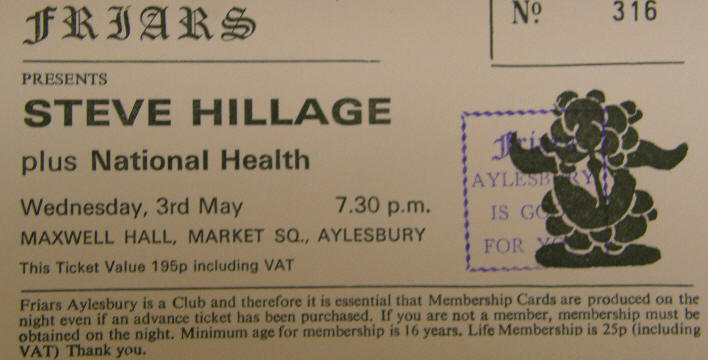 FRIARS
Nº 316
PRESENTS
STEVE HILLAGE
plus National Health
Wednesday, 3rd May 7.30 p.m.
MAXWELL HALL, MARKET SQ., AYLESBURY
This Ticket Value 195p including VAT
AYLESBURY
IS
FOR
Friars Aylesbury is a Club and therefore it is essential that Membership Cards are produced on the
night even if an advance ticket has been purchased. If you are not a member, membership must be
obtained on the night. Minimum age for membership is 16 years. Life Membership is 25p (including
VAT) Thank you.